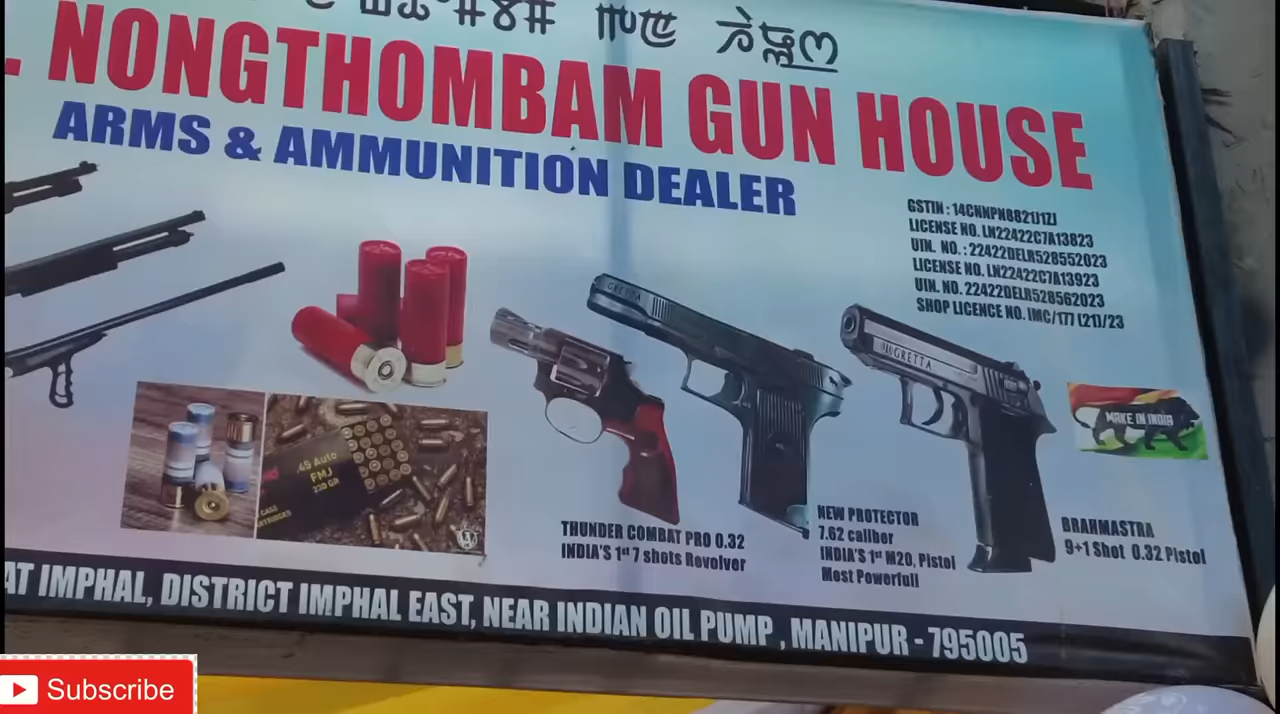 . NONGTHOMBAM GUN HOUSE
ARMS & AMMUNITION DEALER
GSTIN : 14CNNPN8821J1ZJ
LICENSE NO. LN22422C7A13823
UIN. NO. : 22422DELR528552023
LICENSE NO. LN22422C7A13923
UIN. NO. 22422DELR528562023
SHOP LICENCE NO. IMC/177 (21)/23
GRETTA
GRETTA
MAKE IN INDIA
.45 Auto
FMJ
230 GR
THUNDER COMBAT PRO 0.32
INDIA'S 1st 7 shots Revolver
NEW PROTECTOR
7.62 caliber
INDIA'S 1st M20, Pistol
Most Powerfull
BRAHMASTRA
9+1 Shot 0.32 Pistol
AT IMPHAL, DISTRICT IMPHAL EAST, NEAR INDIAN OIL PUMP , MANIPUR - 795005
Subscribe